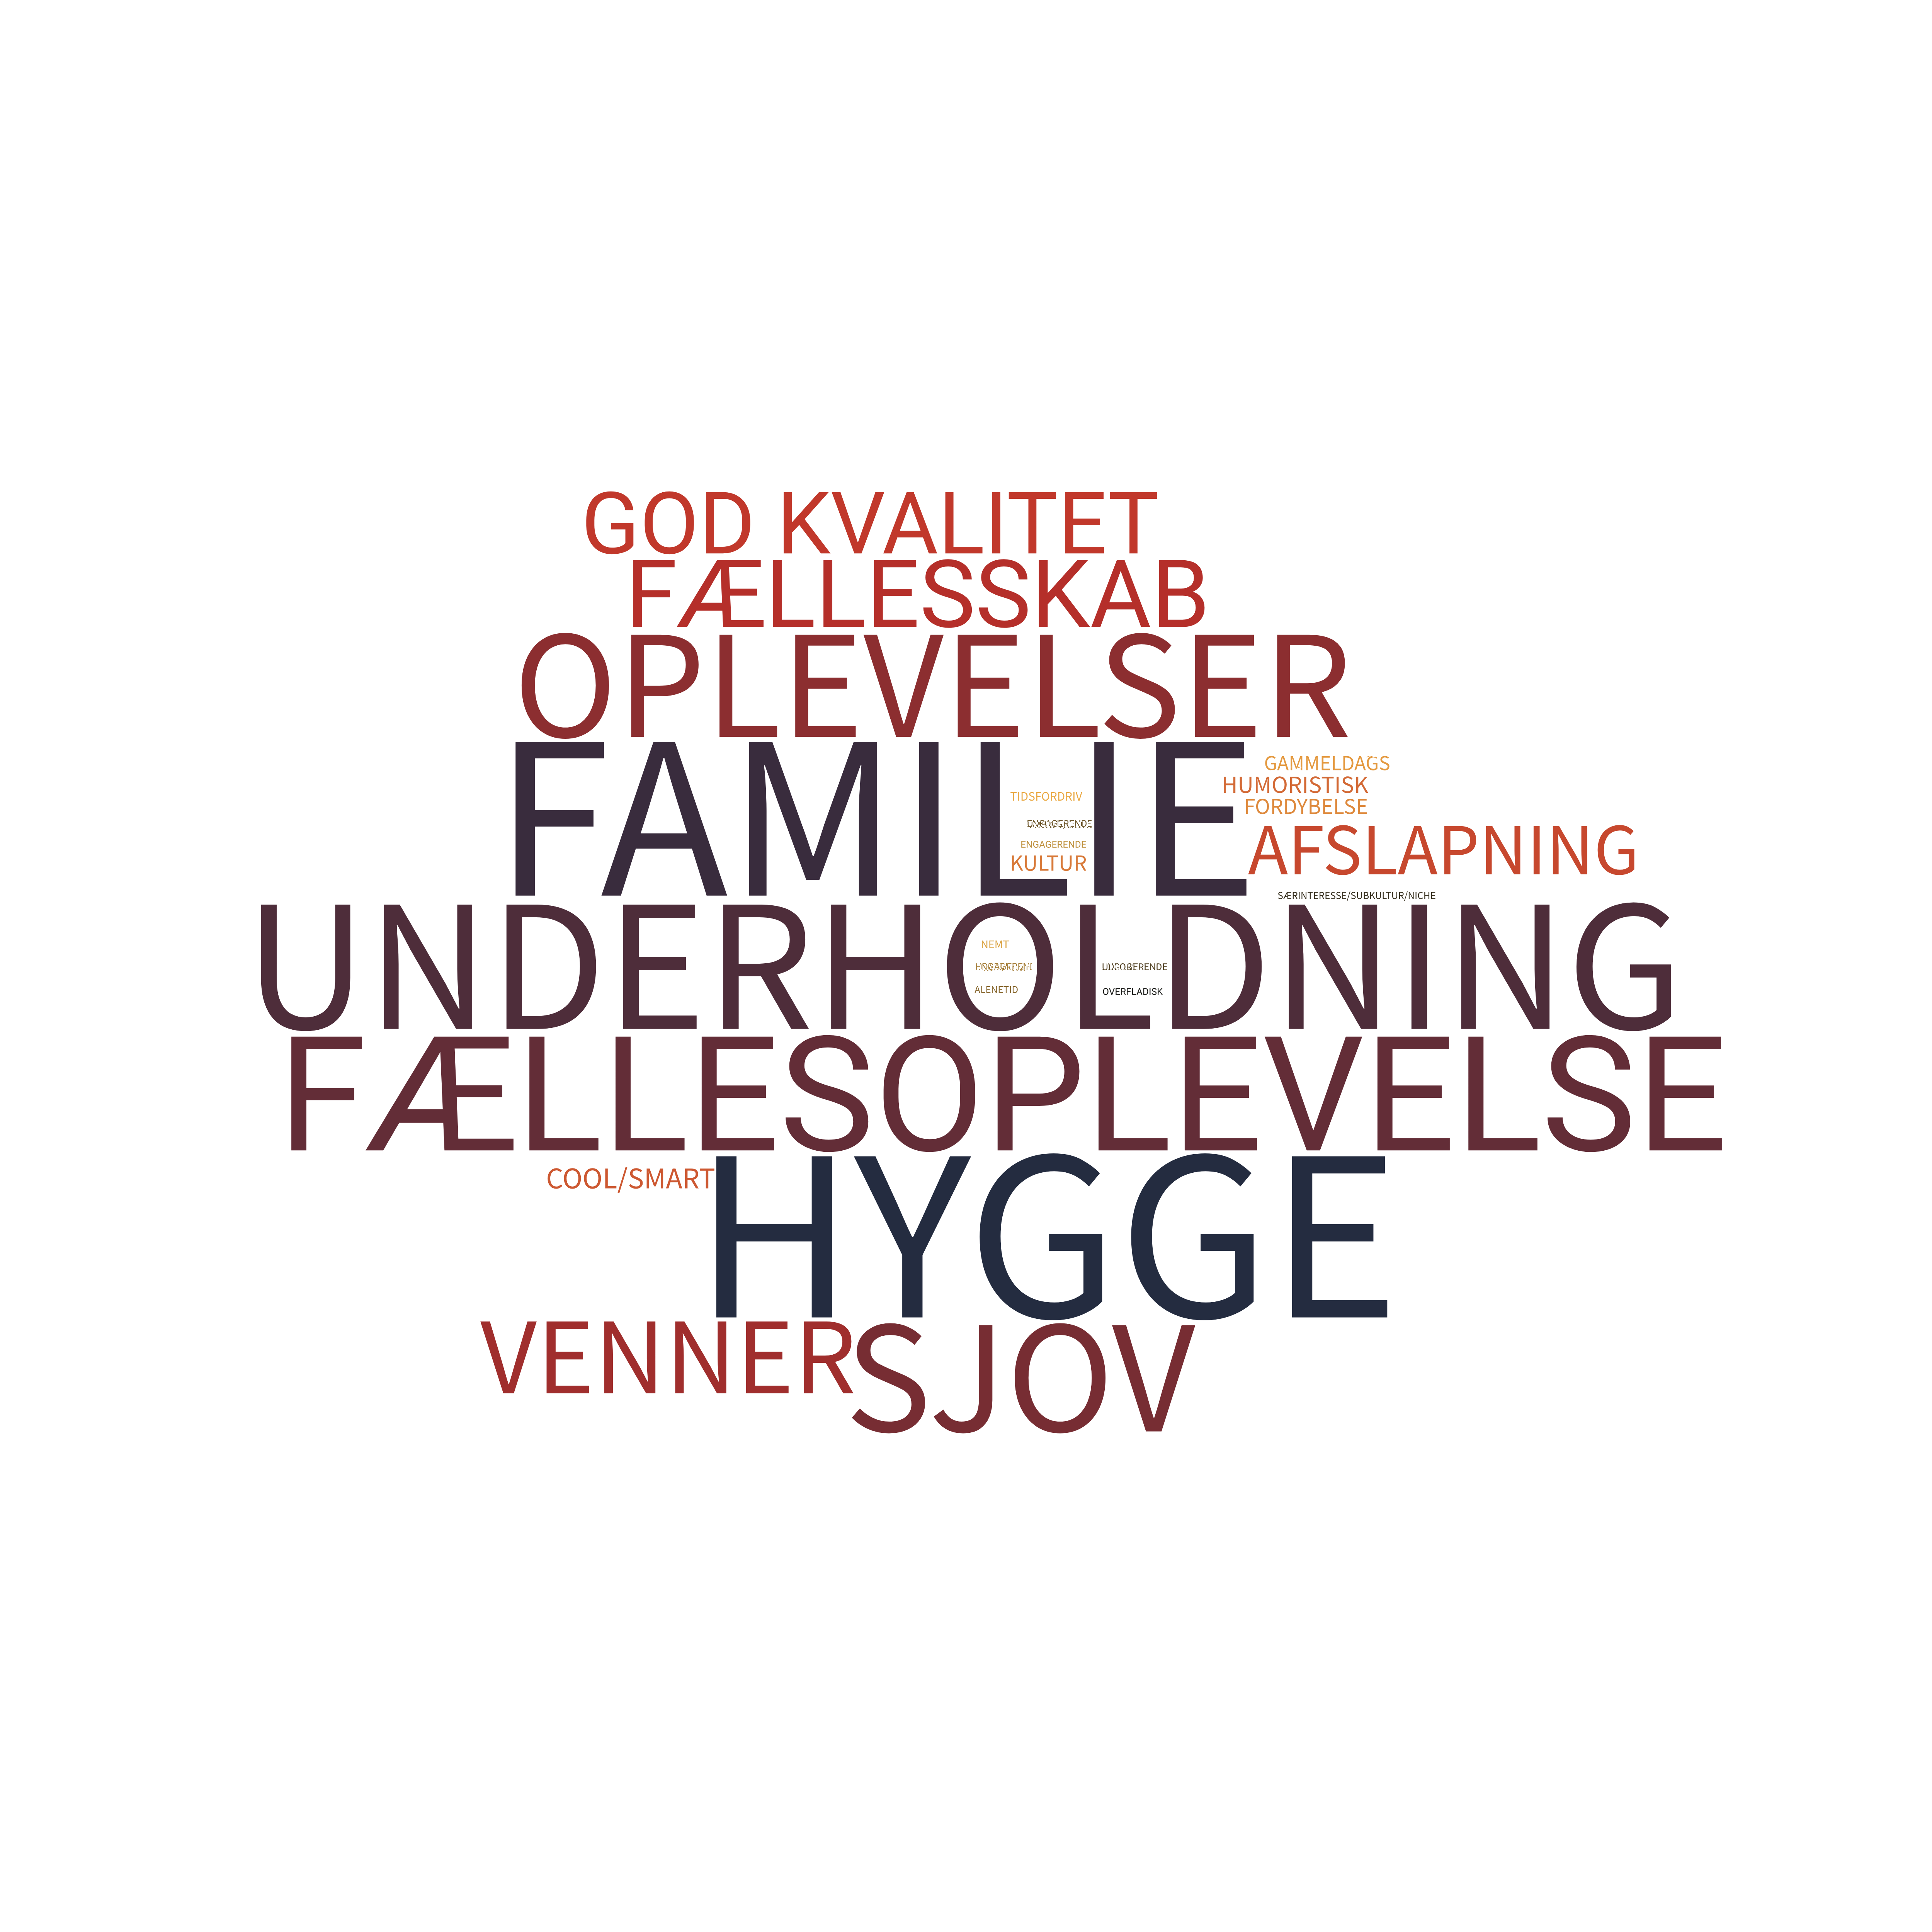 GOD KVALITET
FÆLLESSKAB
OPLEVELSER
FAMILIE
GAMMELDAGS
HUMORISTISK
FORDYBELSE
TIDSFORDRIV
ENGAGERENDE
KULTUR
AFSLAPNING
SÆRINTERESSE/SUBKULTUR/NICHE
UNDERHOLDNING
NEMT
ALENETID
OVERFLADISK
FÆLLESOPLEVELSE
COOL/SMART
HYGGE
VENNER
SJOV